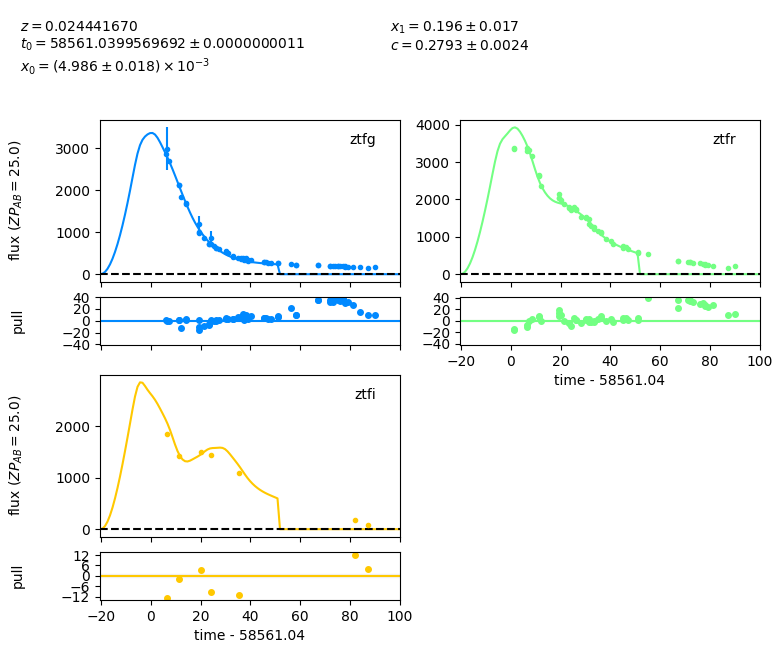 z = 0.024441670
t₀ = 58561.0399569692 ± 0.0000000011
x₀ = (4.986 ± 0.018) × 10⁻³
x₁ = 0.196 ± 0.017
c = 0.2793 ± 0.0024
flux (ZP_AB = 25.0)
3000
2000
1000
0
ztfg
4000
3000
2000
1000
0
ztfr
pull
40
20
0
−20
−40
40
20
0
−20
−40
−20 0 20 40 60 80 100
time - 58561.04
flux (ZP_AB = 25.0)
2000
1000
0
ztfi
pull
12
6
0
−6
−12
−20 0 20 40 60 80 100
time - 58561.04